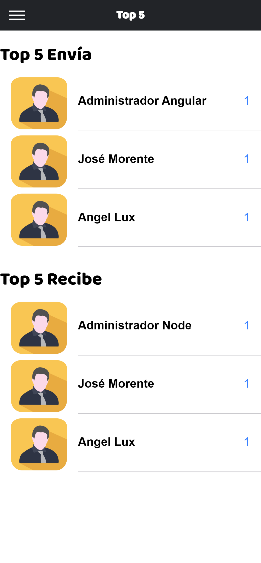 Top 5
Top 5 Envía
Administrador Angular 1
José Morente 1
Angel Lux 1
Top 5 Recibe
Administrador Node 1
José Morente 1
Angel Lux 1